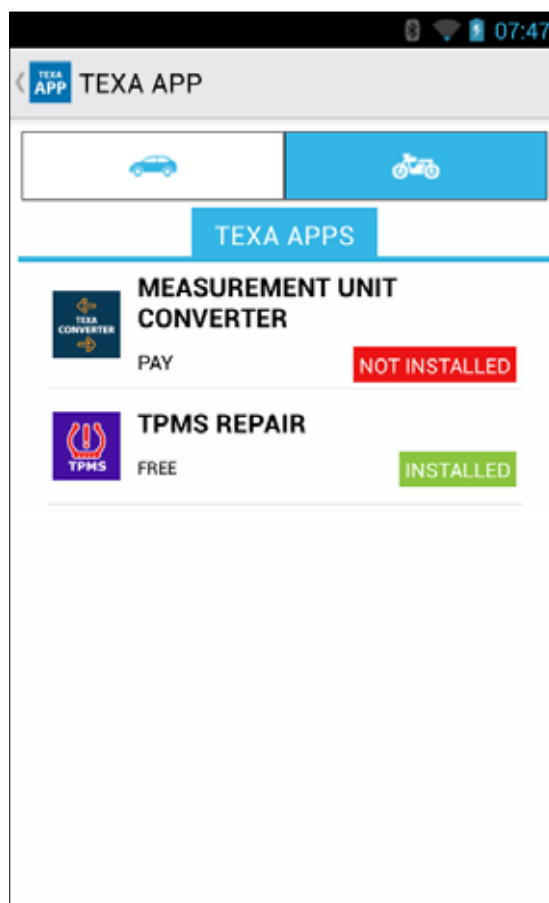 07:47
TEXA
APP
TEXA APP
TEXA APPS
TEXA
CONVERTER
MEASUREMENT UNIT
CONVERTER
PAY
NOT INSTALLED
TPMS
TPMS REPAIR
FREE
INSTALLED